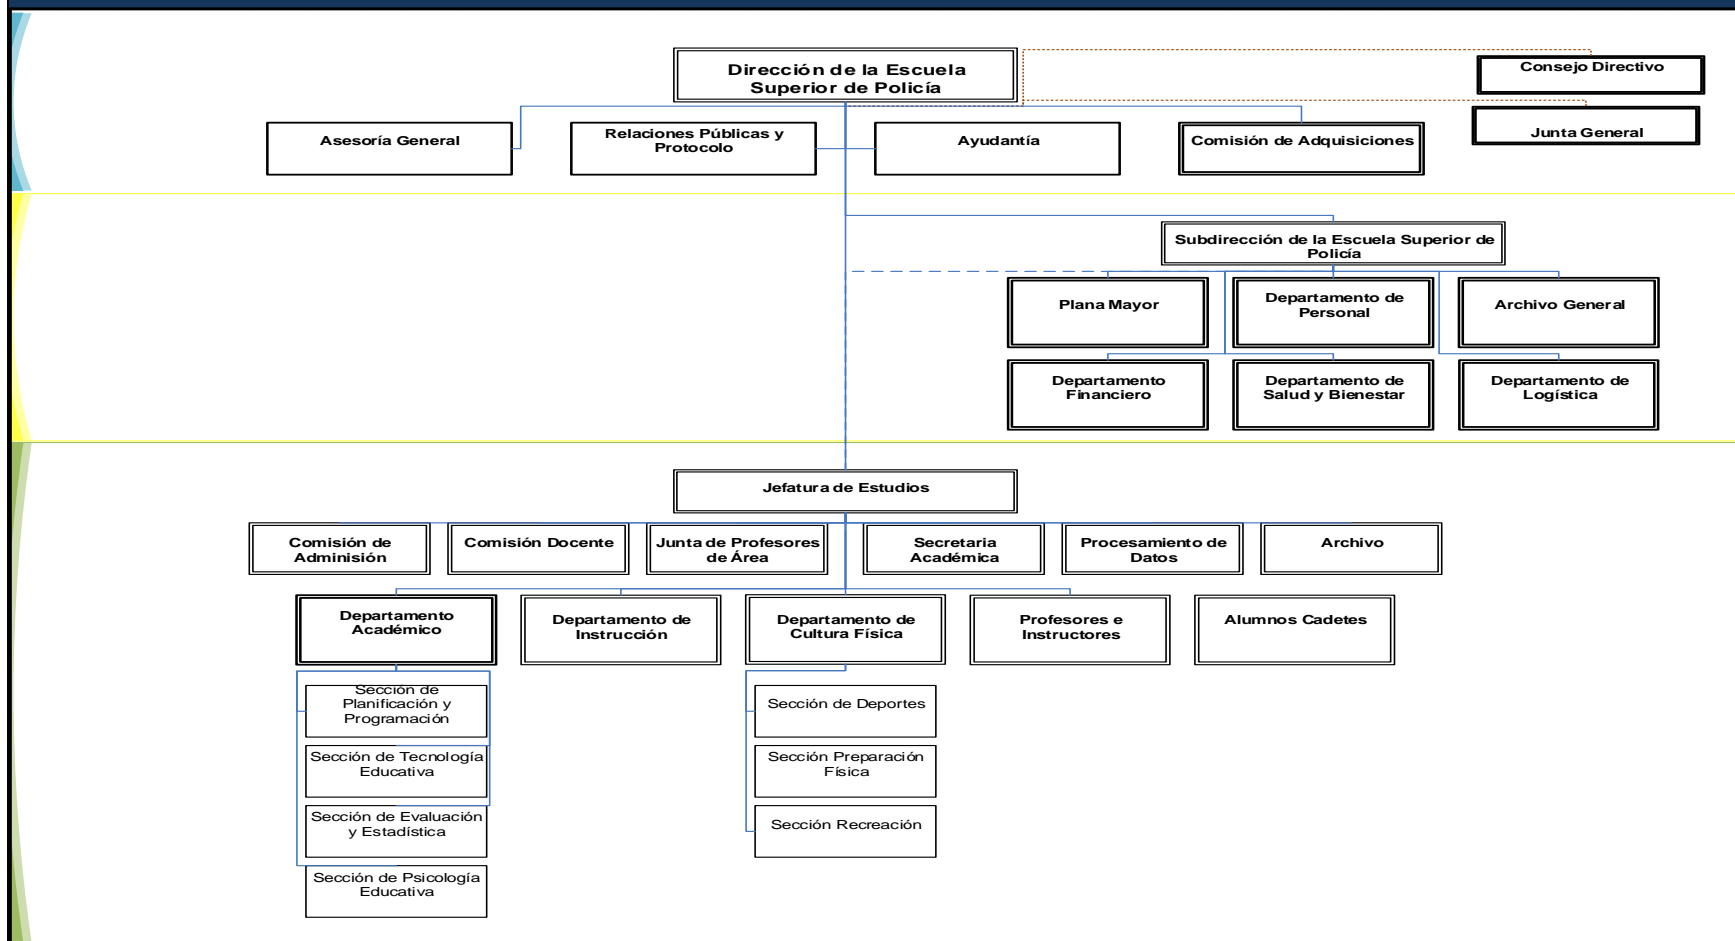 Dirección de la Escuela
Superior de Policía
Consejo Directivo
Junta General
Asesoría General
Relaciones Públicas y
Protocolo
Ayudantía
Comisión de Adquisiciones
Subdirección de la Escuela Superior de
Policía
Plana Mayor
Departamento de
Personal
Archivo General
Departamento
Financiero
Departamento de
Salud y Bienestar
Departamento de
Logística
Jefatura de Estudios
Comisión de
Adminisión
Comisión Docente
Junta de Profesores
de Área
Secretaria
Académica
Procesamiento de
Datos
Archivo
Departamento
Académico
Departamento de
Instrucción
Departamento de
Cultura Física
Profesores e
Instructores
Alumnos Cadetes
Sección de
Planificación y
Programación
Sección de Tecnología
Educativa
Sección de Evaluación
y Estadística
Sección de Psicología
Educativa
Sección de Deportes
Sección Preparación
Física
Sección Recreación